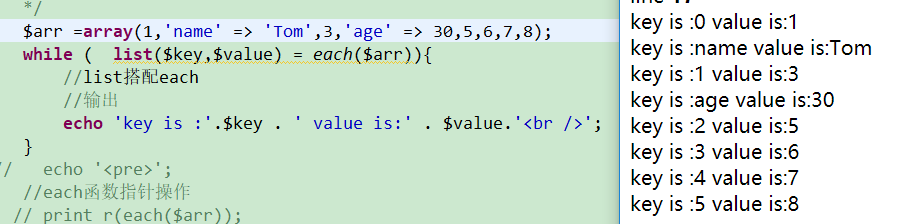 */
$arr =array(1,'name' => 'Tom',3,'age' => 30,5,6,7,8);
while (  list($key,$value) = each($arr)){
//list搭配each
//输出
echo 'key is :'.$key . ' value is:' . $value.'<br />';
}
//   echo '<pre>';
//each函数指针操作
// print r(each($arr));
key is :0 value is:1
key is :name value is:Tom
key is :1 value is:3
key is :age value is:30
key is :2 value is:5
key is :3 value is:6
key is :4 value is:7
key is :5 value is:8